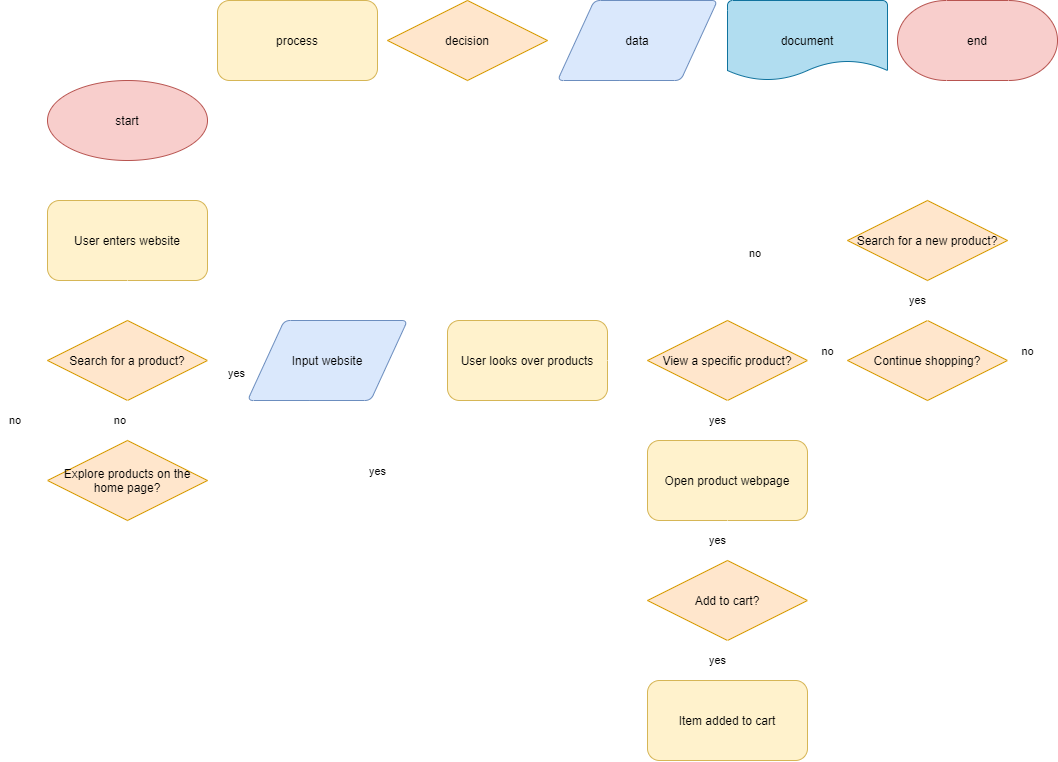 process
decision
data
document
end
start
User enters website
Search for a new product?
no
yes
Search for a product?
yes
Input website
User looks over products
View a specific product?
no
Continue shopping?
no
no
no
yes
Explore products on the
home page?
yes
Open product webpage
yes
Add to cart?
yes
Item added to cart